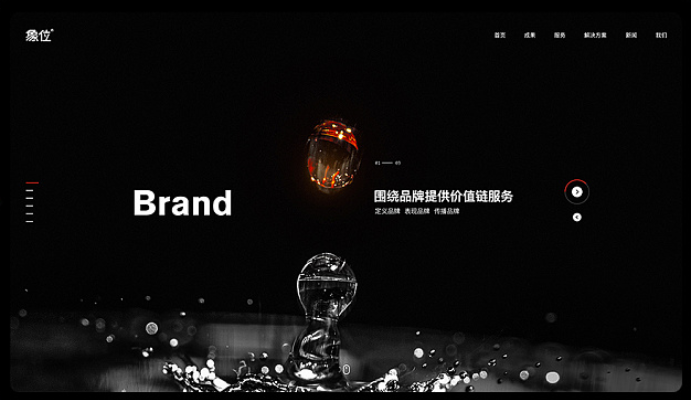 象位
首页 成果 服务 解决方案 新闻 我们
01 03
Brand
围绕品牌提供价值链服务
定义品牌 表现品牌 传播品牌